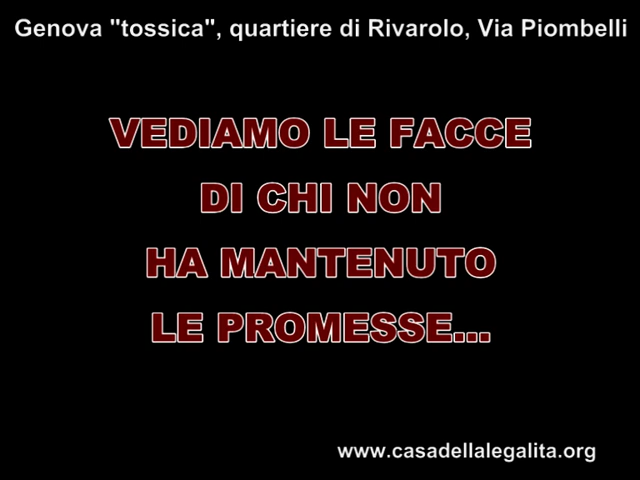 Genova "tossica", quartiere di Rivarolo, Via Piombelli
VEDIAMO LE FACCE
DI CHI NON
HA MANTENUTO
LE PROMESSE...
www.casadellalegalita.org